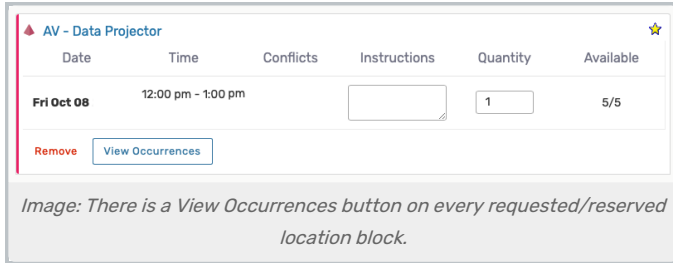 AV - Data Projector
Date Time Conflicts Instructions Quantity Available
Fri Oct 08 12:00 pm - 1:00 pm 1 5/5
Remove View Occurrences
Image: There is a View Occurrences button on every requested/reserved
location block.